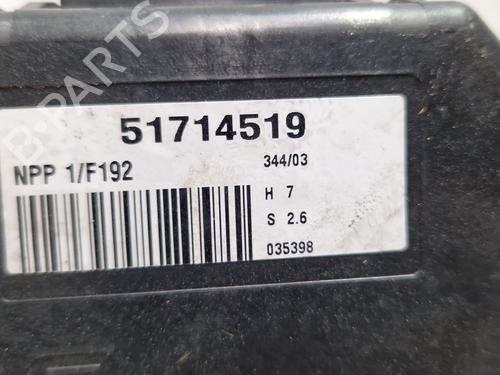 51714519
NPP 1/F192
344/03
H 7
S 2.6
035398
B-PARTS